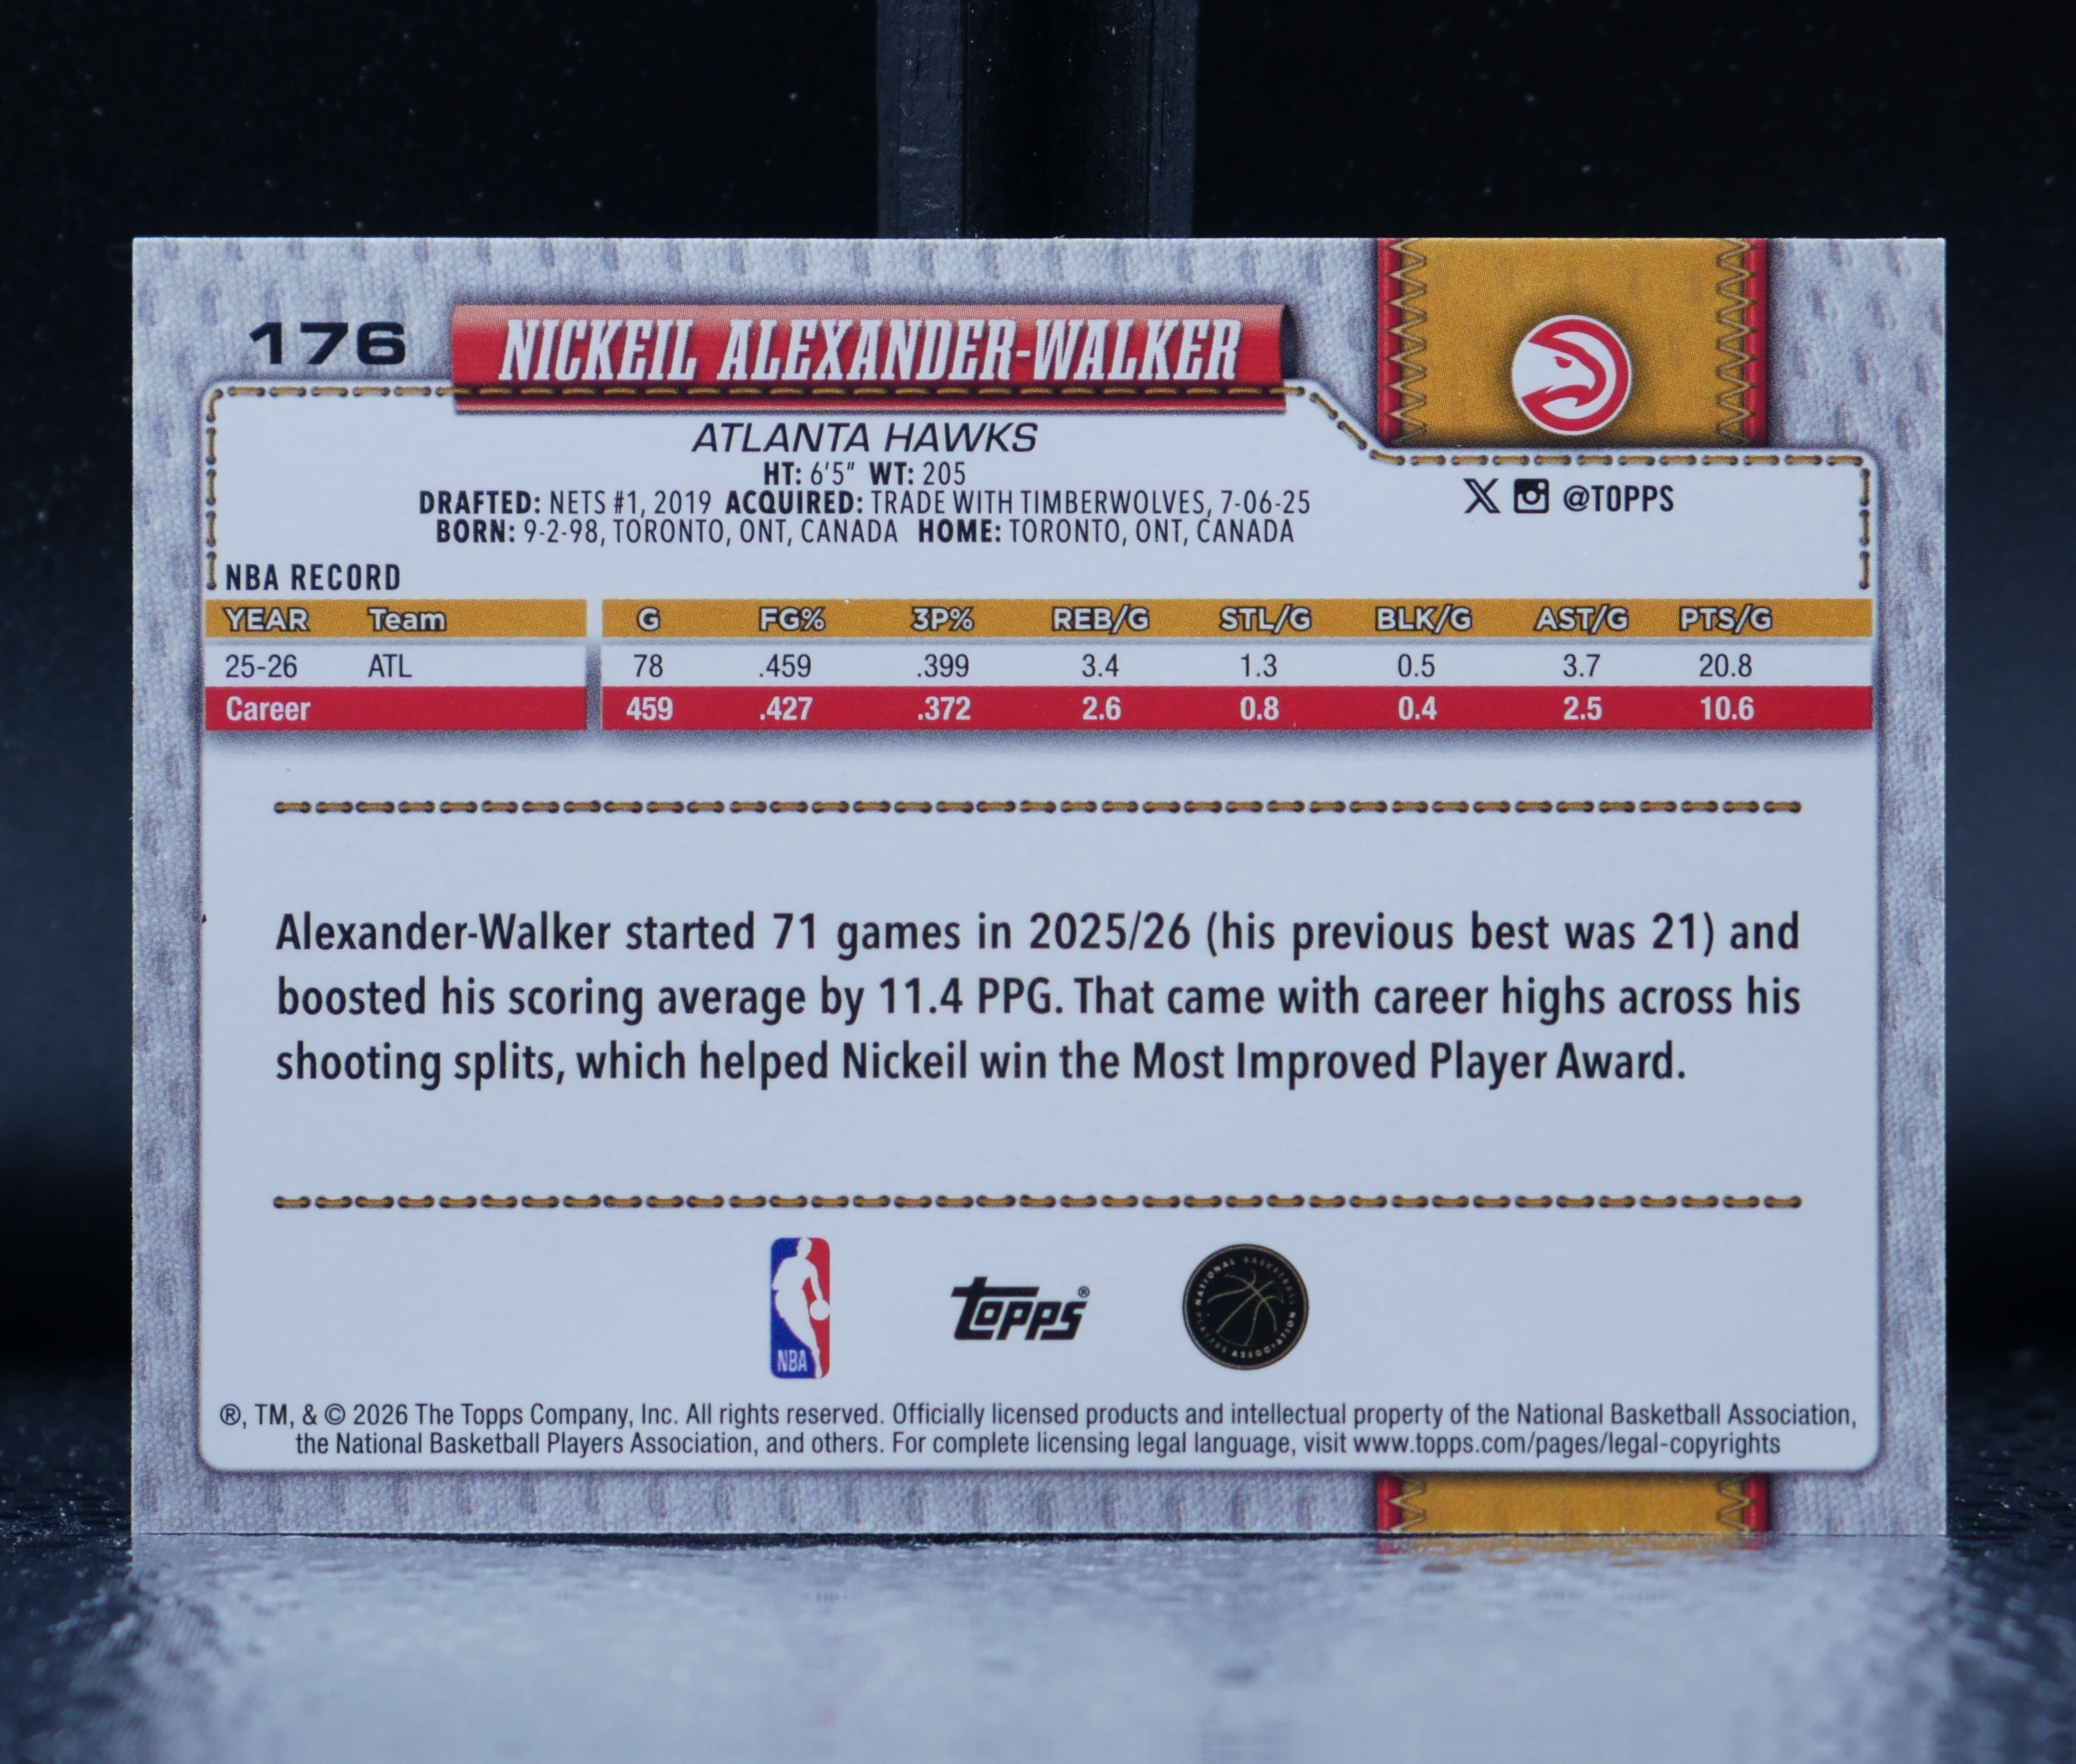 176
NICKEIL ALEXANDER-WALKER
ATLANTA HAWKS
HT: 6'5" WT: 205
DRAFTED: NETS #1, 2019 ACQUIRED: TRADE WITH TIMBERWOLVES, 7-06-25
BORN: 9-2-98, TORONTO, ONT, CANADA HOME: TORONTO, ONT, CANADA
@TOPPS
NBA RECORD
YEAR Team G FG% 3P% REB/G STL/G BLK/G AST/G PTS/G
25-26 ATL 78 .459 .399 3.4 1.3 0.5 3.7 20.8
Career 459 .427 .372 2.6 0.8 0.4 2.5 10.6
Alexander-Walker started 71 games in 2025/26 (his previous best was 21) and
boosted his scoring average by 11.4 PPG. That came with career highs across his
shooting splits, which helped Nickeil win the Most Improved Player Award.
NBA
Topps®
NATIONAL BASKETBALL PLAYERS ASSOCIATION
®, TM, & © 2026 The Topps Company, Inc. All rights reserved. Officially licensed products and intellectual property of the National Basketball Association,
the National Basketball Players Association, and others. For complete licensing legal language, visit www.topps.com/pages/legal-copyrights